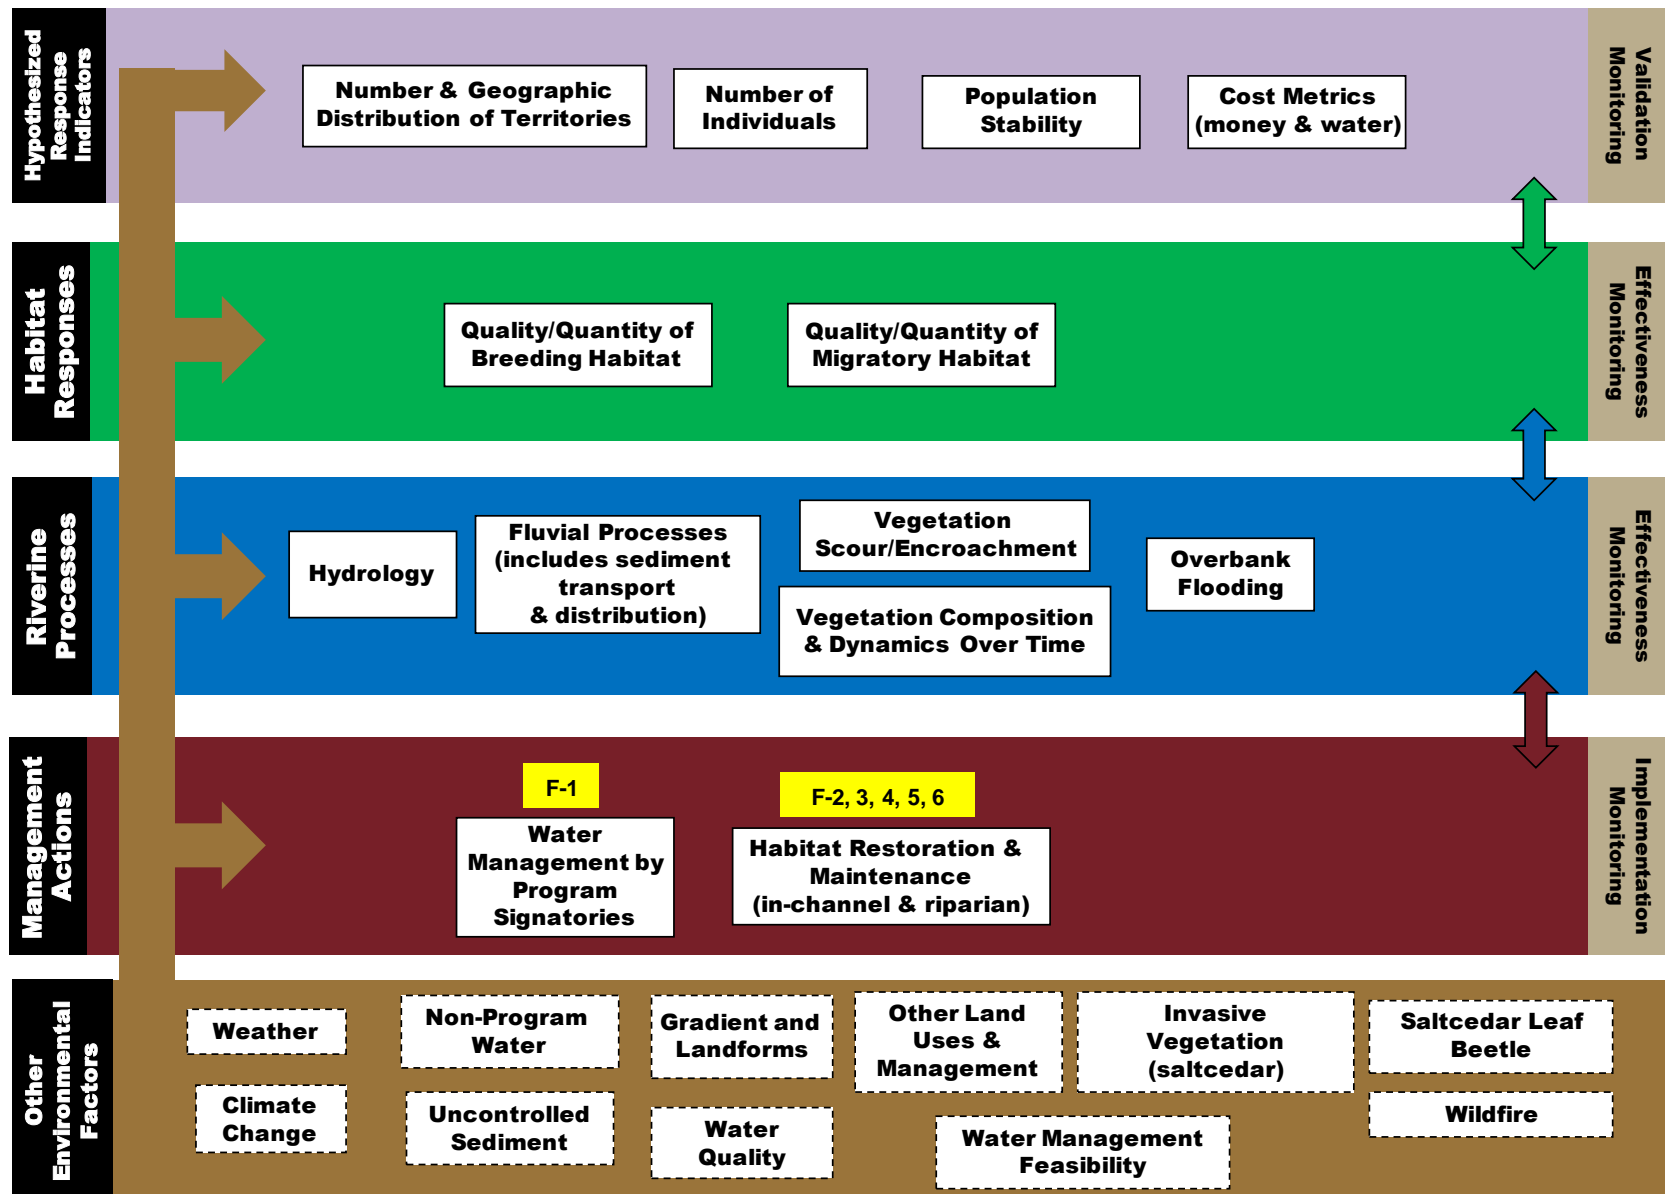 Hypothesized
Response
Indicators
Number & Geographic
Distribution of Territories
Number of
Individuals
Population
Stability
Cost Metrics
(money & water)
Validation
Monitoring
Habitat
Responses
Quality/Quantity of
Breeding Habitat
Quality/Quantity of
Migratory Habitat
Effectiveness
Monitoring
Riverine
Processes
Hydrology
Fluvial Processes
(includes sediment
transport
& distribution)
Vegetation
Scour/Encroachment
Vegetation Composition
& Dynamics Over Time
Overbank
Flooding
Effectiveness
Monitoring
Management
Actions
F-1
Water
Management by
Program
Signatories
F-2, 3, 4, 5, 6
Habitat Restoration &
Maintenance
(in-channel & riparian)
Implementation
Monitoring
Other
Environmental
Factors
Weather
Non-Program
Water
Gradient and
Landforms
Other Land
Uses &
Management
Invasive
Vegetation
(saltcedar)
Saltcedar Leaf
Beetle
Climate
Change
Uncontrolled
Sediment
Water
Quality
Water Management
Feasibility
Wildfire